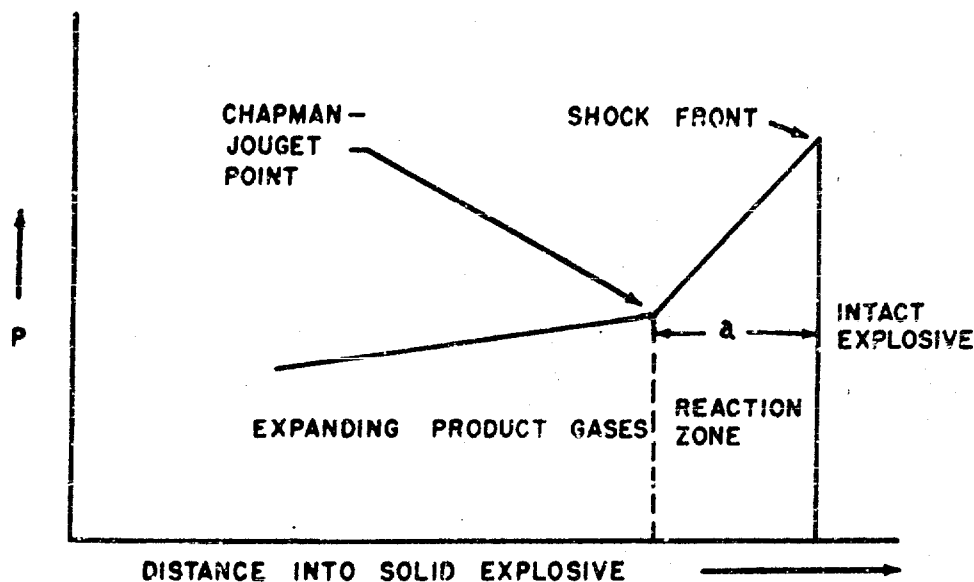 CHAPMAN-
JOUGET
POINT
SHOCK FRONT
P
a
INTACT
EXPLOSIVE
EXPANDING PRODUCT GASES
REACTION
ZONE
DISTANCE INTO SOLID EXPLOSIVE